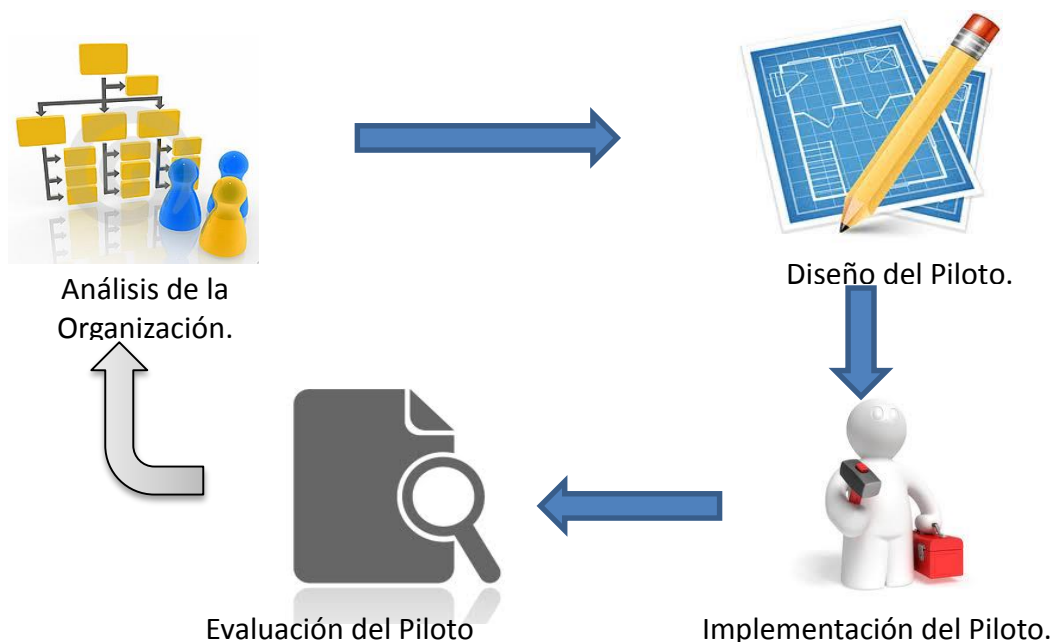 Análisis de la
Organización.
Diseño del Piloto.
Evaluación del Piloto
Implementación del Piloto.